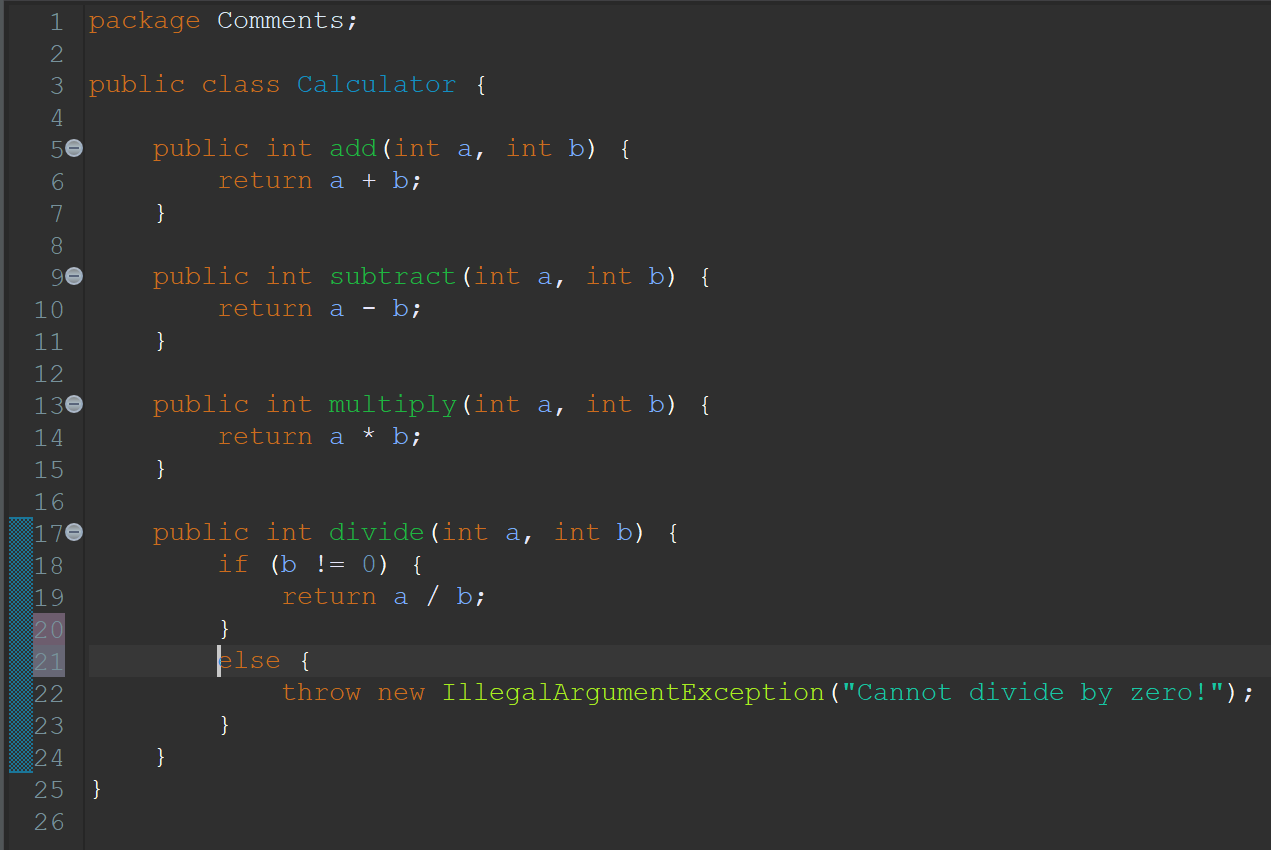 1 package Comments;
2
3 public class Calculator {
4
5 public int add(int a, int b) {
6 return a + b;
7 }
8
9 public int subtract(int a, int b) {
10 return a - b;
11 }
12
13 public int multiply(int a, int b) {
14 return a * b;
15 }
16
17 public int divide(int a, int b) {
18 if (b != 0) {
19 return a / b;
20 }
21 else {
22 throw new IllegalArgumentException("Cannot divide by zero!");
23 }
24 }
25 }
26